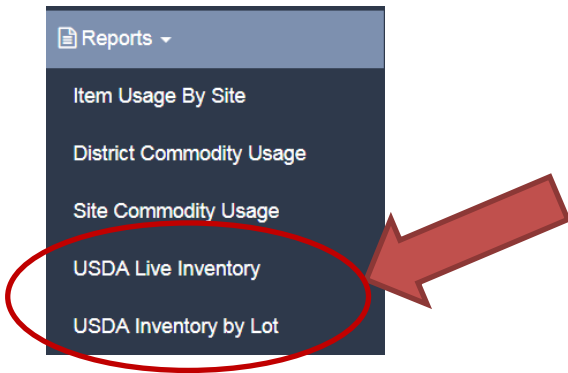 Reports
Item Usage By Site
District Commodity Usage
Site Commodity Usage
USDA Live Inventory
USDA Inventory by Lot